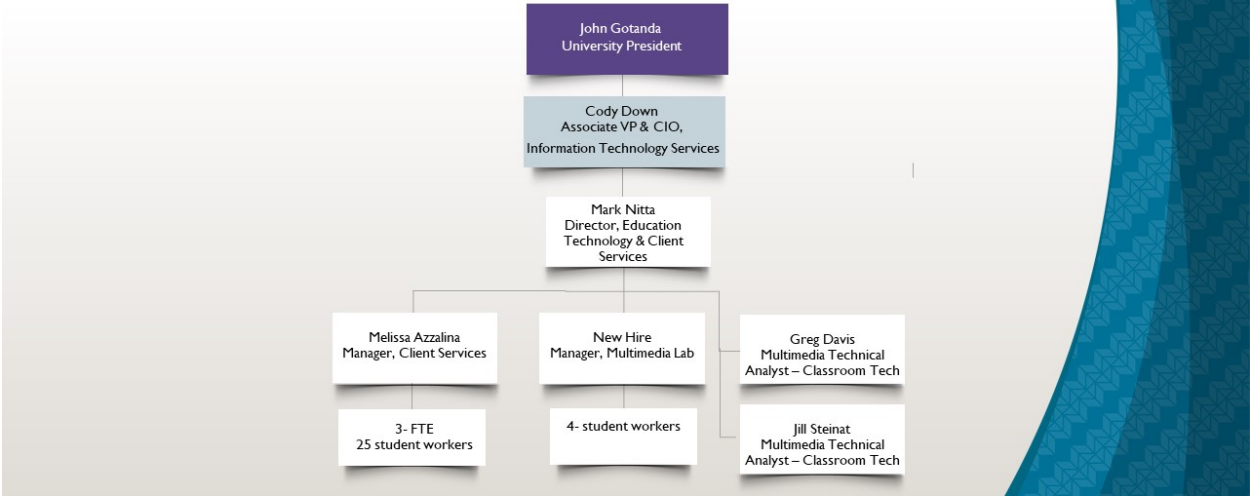 John Gotanda
University President
Cody Down
Associate VP & CIO,
Information Technology Services
Mark Nitta
Director, Education
Technology & Client
Services
Melissa Azzalina
Manager, Client Services
New Hire
Manager, Multimedia Lab
Greg Davis
Multimedia Technical
Analyst – Classroom Tech
3- FTE
25 student workers
4- student workers
Jill Steinat
Multimedia Technical
Analyst – Classroom Tech